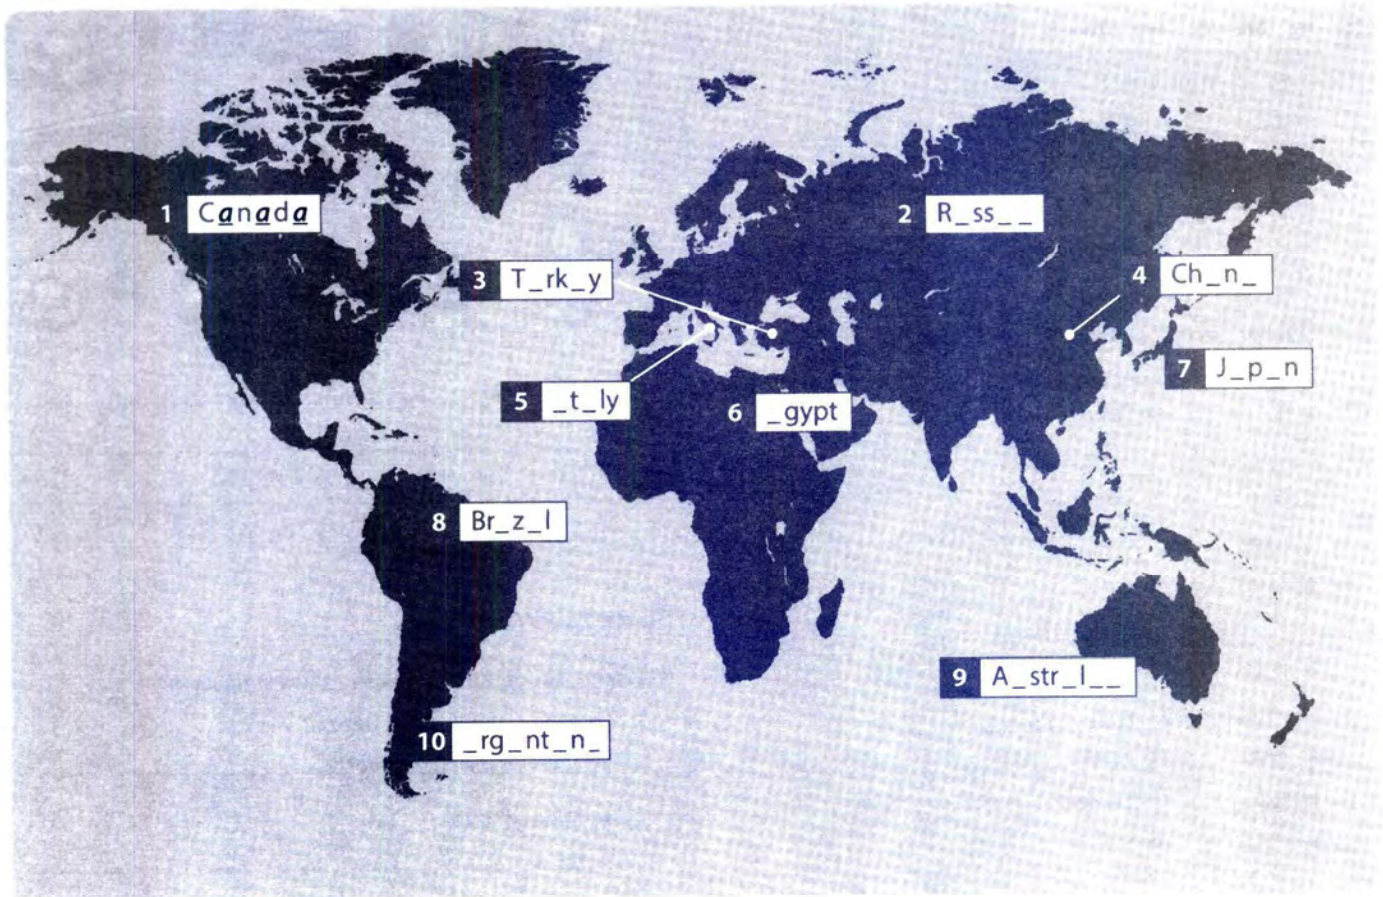 1 Canada
2 R_ss_ _
3 T_rk_y
4 Ch_n_
5 _t_ly
6 _gypt
7 J_p_n
8 Br_z_l
9 A_str_l_ _
10 _rg_nt_n_